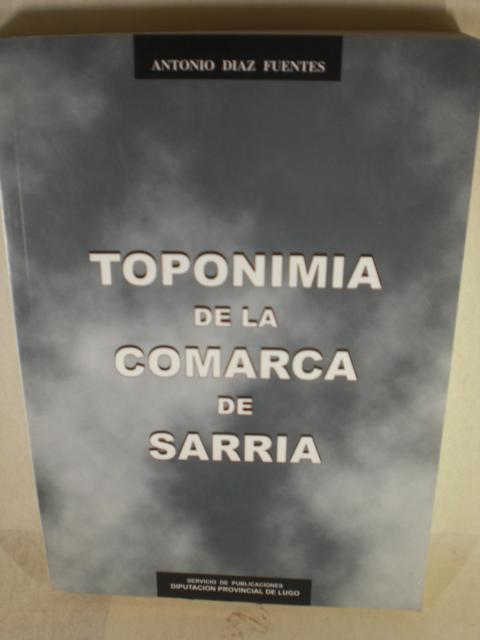 ANTONIO DIAZ FUENTES
TOPONIMIA
DE LA
COMARCA
DE
SARRIA
SERVICIO DE PUBLICACIONES
DIPUTACION PROVINCIAL DE LUGO